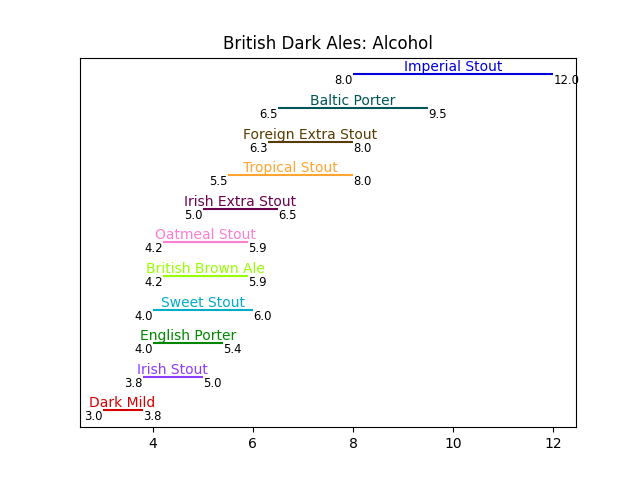 British Dark Ales: Alcohol
Imperial Stout
8.0 12.0
Baltic Porter
6.5 9.5
Foreign Extra Stout
6.3 8.0
Tropical Stout
5.5 8.0
Irish Extra Stout
5.0 6.5
Oatmeal Stout
4.2 5.9
British Brown Ale
4.2 5.9
Sweet Stout
4.0 6.0
English Porter
4.0 5.4
Irish Stout
3.8 5.0
Dark Mild
3.0 3.8
4 6 8 10 12